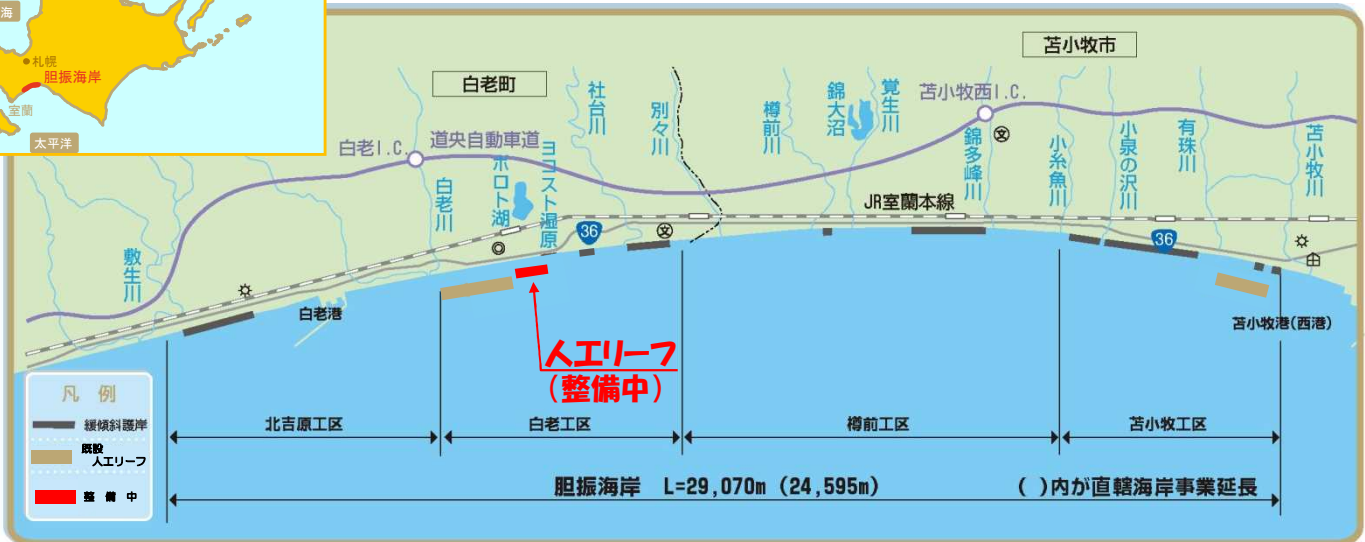 海
札幌
胆振海岸
室蘭
太平洋
白老町
苫小牧市
白老I.C.
道央自動車道
苫小牧西I.C.
敷生川
白老川
ポロト湖
ヨコスト湿原
社台川
別々川
樽前川
錦大沼
覚生川
錦多峰川
小糸魚川
小泉の沢川
有珠川
苫小牧川
JR室蘭本線
36
36
白老港
苫小牧港(西港)
人工リーフ
(整備中)
凡 例
緩傾斜護岸
既設
人工リーフ
整 備 中
北吉原工区
白老工区
樽前工区
苫小牧工区
胆振海岸 L=29,070m (24,595m) ( )内が直轄海岸事業延長